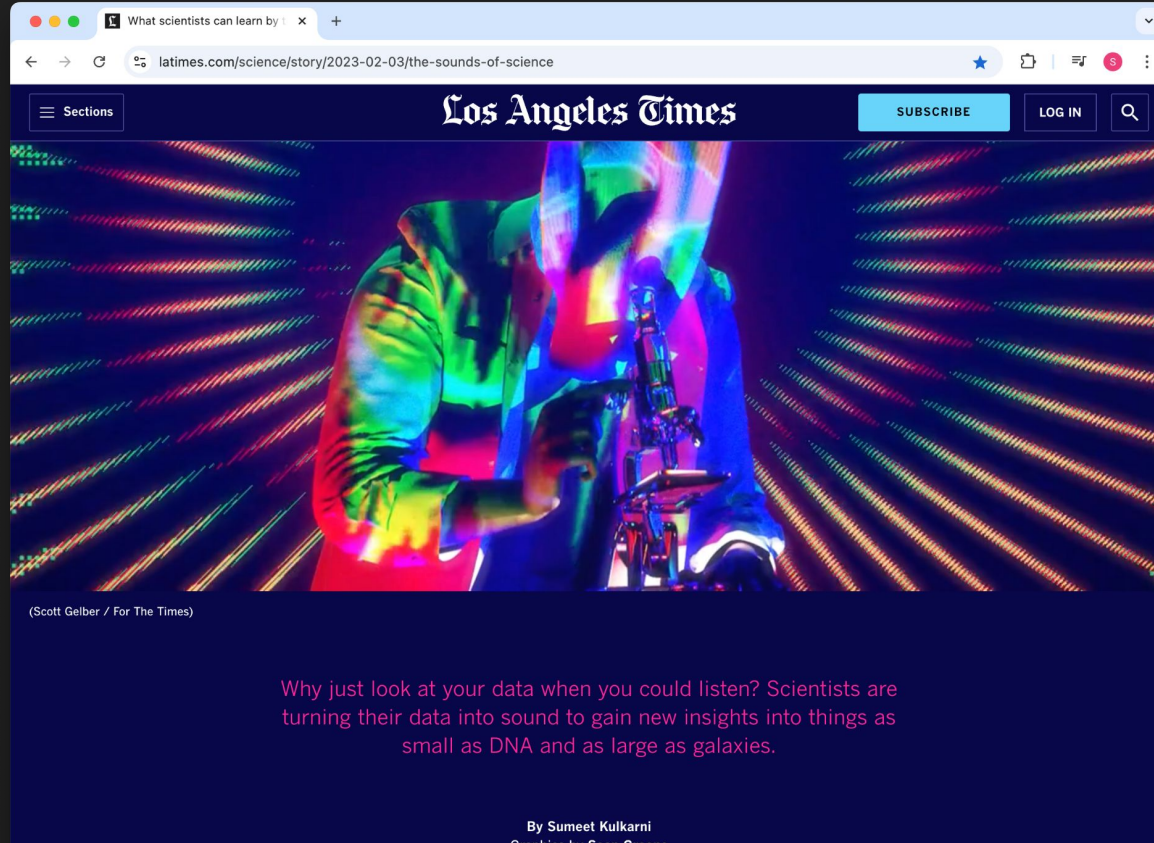 What scientists can learn by
latimes.com/science/story/2023-02-03/the-sounds-of-science
S
Sections
Los Angeles Times
SUBSCRIBE
LOG IN
(Scott Gelber / For The Times)
Why just look at your data when you could listen? Scientists are
turning their data into sound to gain new insights into things as
small as DNA and as large as galaxies.
By Sumeet Kulkarni